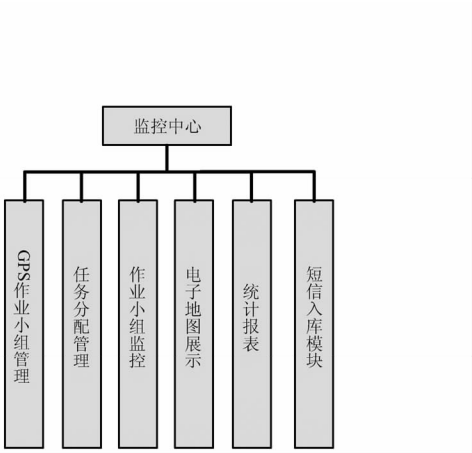 监控中心
GPS作业小组管理
任务分配管理
作业小组监控
电子地图展示
统计报表
短信入库模块